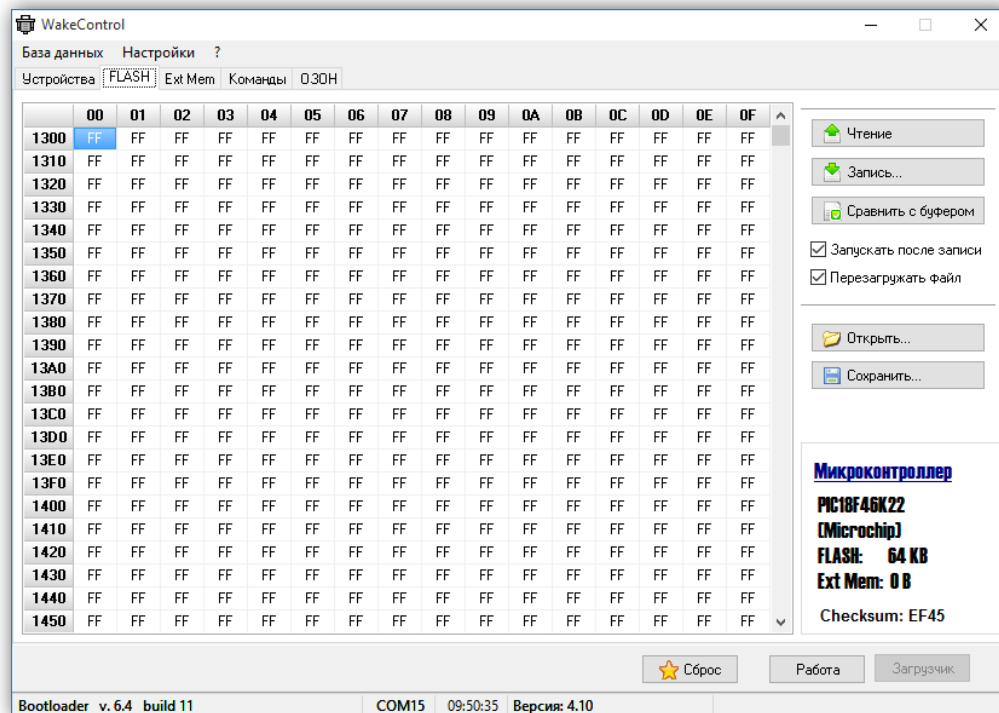 WakeControl
База данных Настройки ?
Устройства FLASH Ext Mem Команды ОЗОН
00 01 02 03 04 05 06 07 08 09 0A 0B 0C 0D 0E 0F
1300 FF FF FF FF FF FF FF FF FF FF FF FF FF FF FF FF
1310 FF FF FF FF FF FF FF FF FF FF FF FF FF FF FF FF
1320 FF FF FF FF FF FF FF FF FF FF FF FF FF FF FF FF
1330 FF FF FF FF FF FF FF FF FF FF FF FF FF FF FF FF
1340 FF FF FF FF FF FF FF FF FF FF FF FF FF FF FF FF
1350 FF FF FF FF FF FF FF FF FF FF FF FF FF FF FF FF
1360 FF FF FF FF FF FF FF FF FF FF FF FF FF FF FF FF
1370 FF FF FF FF FF FF FF FF FF FF FF FF FF FF FF FF
1380 FF FF FF FF FF FF FF FF FF FF FF FF FF FF FF FF
1390 FF FF FF FF FF FF FF FF FF FF FF FF FF FF FF FF
13A0 FF FF FF FF FF FF FF FF FF FF FF FF FF FF FF FF
13B0 FF FF FF FF FF FF FF FF FF FF FF FF FF FF FF FF
13C0 FF FF FF FF FF FF FF FF FF FF FF FF FF FF FF FF
13D0 FF FF FF FF FF FF FF FF FF FF FF FF FF FF FF FF
13E0 FF FF FF FF FF FF FF FF FF FF FF FF FF FF FF FF
13F0 FF FF FF FF FF FF FF FF FF FF FF FF FF FF FF FF
1400 FF FF FF FF FF FF FF FF FF FF FF FF FF FF FF FF
1410 FF FF FF FF FF FF FF FF FF FF FF FF FF FF FF FF
1420 FF FF FF FF FF FF FF FF FF FF FF FF FF FF FF FF
1430 FF FF FF FF FF FF FF FF FF FF FF FF FF FF FF FF
1440 FF FF FF FF FF FF FF FF FF FF FF FF FF FF FF FF
1450 FF FF FF FF FF FF FF FF FF FF FF FF FF FF FF FF
Чтение
Запись...
Сравнить с буфером
Запускать после записи
Перезагружать файл
Открыть...
Сохранить...
Микроконтроллер
PIC18F46K22
(Microchip)
FLASH: 64 KB
Ext Mem: 0 B
Checksum: EF45
Сброс Работа Загрузчик
Bootloader v. 6.4 build 11 COM15 09:50:35 Версия: 4.10